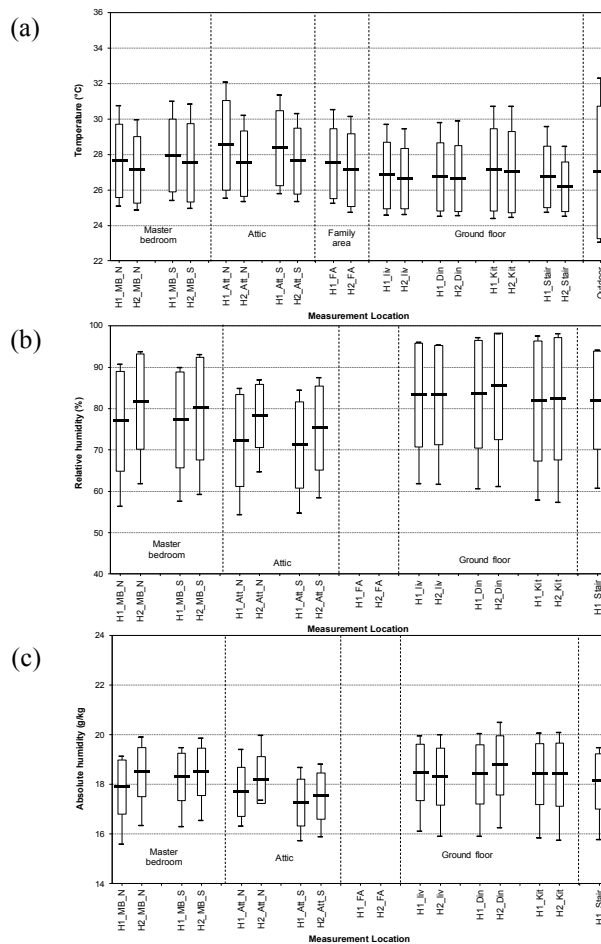 (a)
36
34
32
30
28
26
24
22
Temperature (°C)
Master
bedroom
Attic
Family
area
Ground floor
H1_MB_N
H2_MB_N
H1_MB_S
H2_MB_S
H1_Att_N
H2_Att_N
H1_Att_S
H2_Att_S
H1_FA
H2_FA
H1_liv
H2_liv
H1_Din
H2_Din
H1_Kit
H2_Kit
H1_Stair
H2_Stair
Outdoor
Measurement Location
(b)
100
90
80
70
60
50
40
Relative humidity (%)
Master
bedroom
Attic
Ground floor
H1_MB_N
H2_MB_N
H1_MB_S
H2_MB_S
H1_Att_N
H2_Att_N
H1_Att_S
H2_Att_S
H1_FA
H2_FA
H1_liv
H2_liv
H1_Din
H2_Din
H1_Kit
H2_Kit
H1_Stair
Measurement Location
(c)
24
22
20
18
16
14
Absolute humidity (g/kg
Master
bedroom
Attic
Ground floor
H1_MB_N
H2_MB_N
H1_MB_S
H2_MB_S
H1_Att_N
H2_Att_N
H1_Att_S
H2_Att_S
H1_FA
H2_FA
H1_liv
H2_liv
H1_Din
H2_Din
H1_Kit
H2_Kit
H1_Stair
Measurement Location